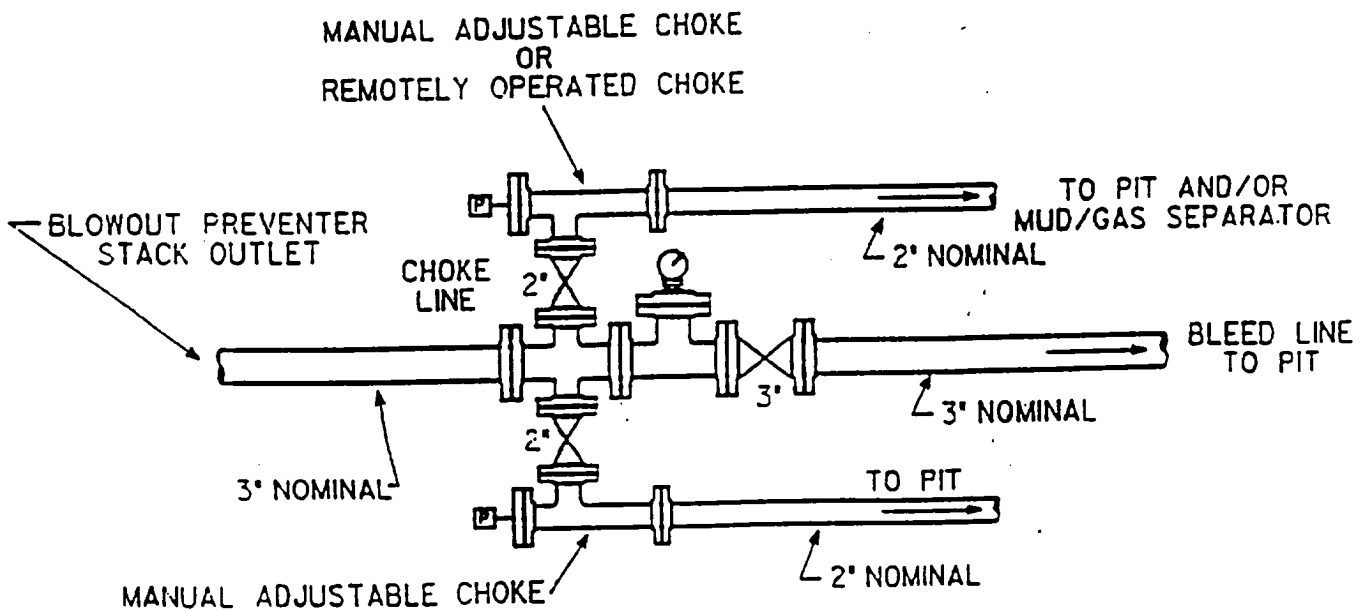 MANUAL ADJUSTABLE CHOKE
OR
REMOTELY OPERATED CHOKE
P
TO PIT AND/OR
MUD/GAS SEPARATOR
BLOWOUT PREVENTER
STACK OUTLET
2" NOMINAL
CHOKE
LINE
2"
BLEED LINE
TO PIT
3"
3" NOMINAL
2"
3" NOMINAL
TO PIT
P
2" NOMINAL
MANUAL ADJUSTABLE CHOKE